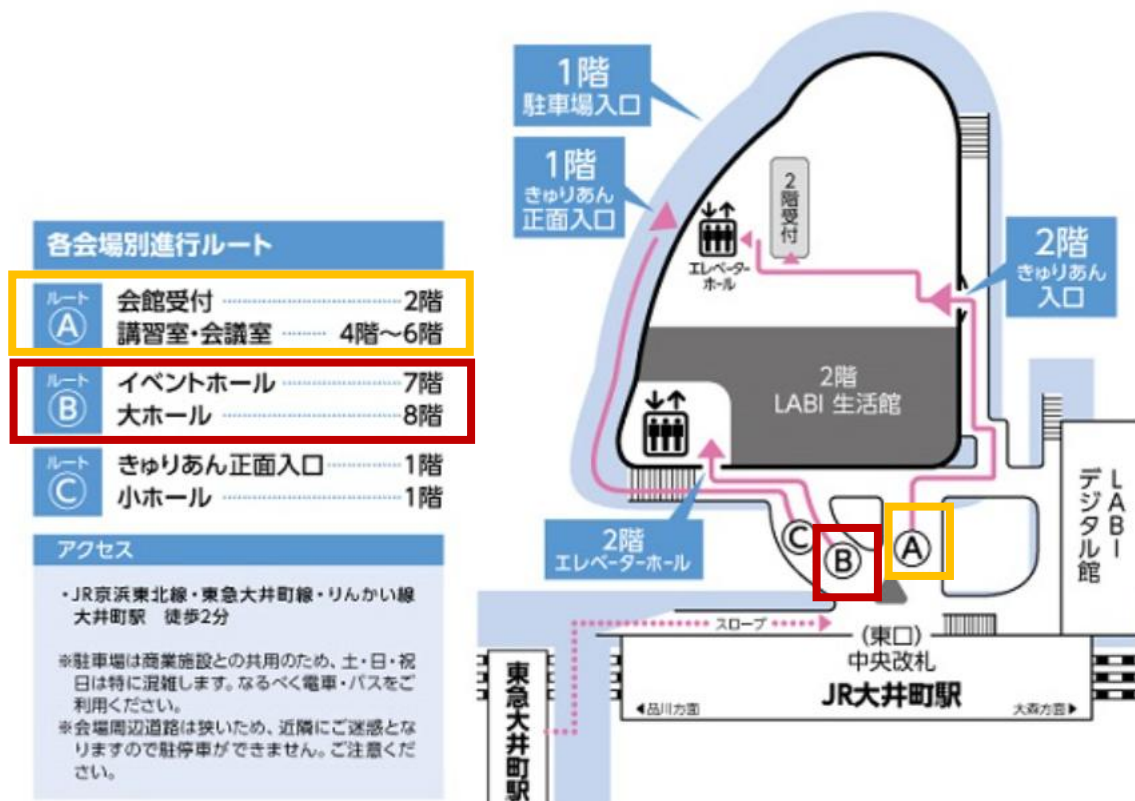 各会場別進行ルート
ルート
Ⓐ
会館受付 ……………………… 2階
講習室・会議室 ……… 4階〜6階
ルート
Ⓑ
イベントホール ……………… 7階
大ホール ……………………… 8階
ルート
Ⓒ
きゅりあん正面入口 ………… 1階
小ホール ……………………… 1階
アクセス
・JR京浜東北線・東急大井町線・りんかい線
大井町駅 徒歩2分
※駐車場は商業施設との共用のため、土・日・祝
日は特に混雑します。なるべく電車・バスをご
利用ください。
※会場周辺道路は狭いため、近隣にご迷惑とな
りますので駐停車ができません。ご注意くだ
さい。
1階
駐車場入口
1階
きゅりあん
正面入口
2階受付
エレベーター
ホール
2階
きゅりあん
入口
2階
LABI 生活館
2階
エレベーターホール
Ⓒ
Ⓑ
Ⓐ
LABI
デジタル館
スロープ
(東口)
中央改札
JR大井町駅
◀品川方面
大森方面▶
東急大井町駅